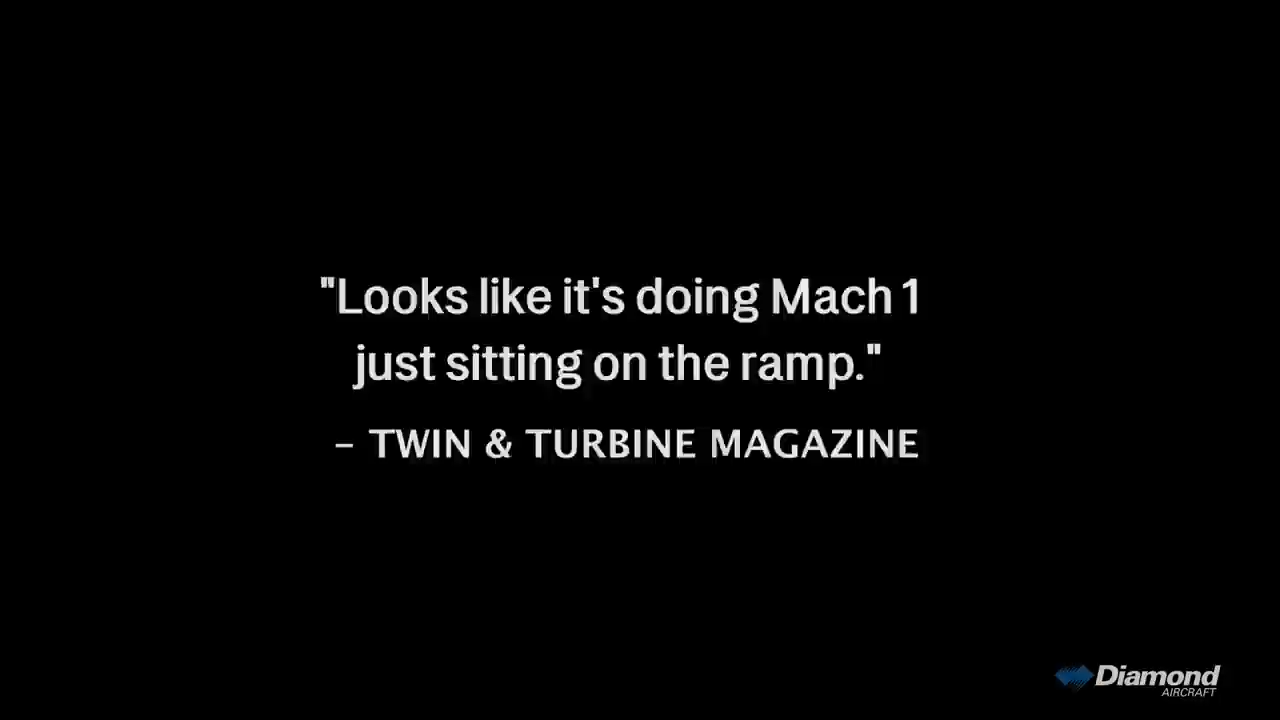 "Looks like it's doing Mach 1
just sitting on the ramp."
– TWIN & TURBINE MAGAZINE
Diamond
AIRCRAFT